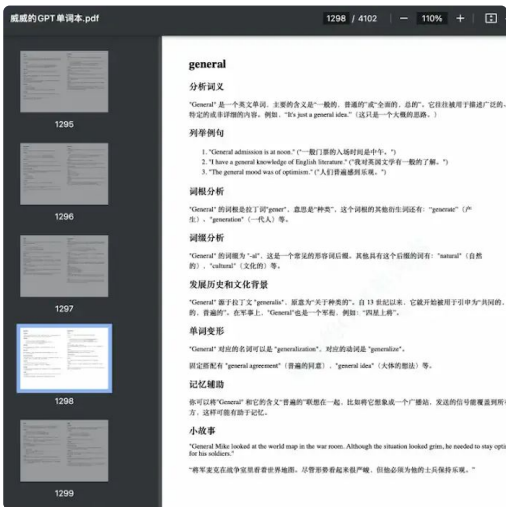 威威的GPT单词本.pdf
1298 / 4102
110%
1295
1296
1297
1298
1299
general
分析词义
"General" 是一个英文单词，主要的含义是“一般的、普通的”或“全面的、总的”。它往往被用于描述广泛的、
特定的或非详细的内容。例如，"It's just a general idea."（这只是一个大概的思路。）
列举例句
1. "General admission is at noon." ("一般门票的入场时间是中午。")
2. "I have a general knowledge of English literature." ("我对英国文学有一般的了解。")
3. "The general mood was of optimism." ("人们普遍感到乐观。")
词根分析
"General" 的词根是拉丁词"gener"，意思是“种类”，这个词根的其他衍生词还有："generate"（产
生）、"generation"（一代人）等。
词缀分析
"General" 的词缀为 "-al"，这是一个常见的形容词后缀。其他具有这个后缀的词有："natural"（自然
的）、"cultural"（文化的）等。
发展历史和文化背景
"General" 源于拉丁文 "generalis"，原意为“关于种类的”。自 13 世纪以来，它就开始被用于引申为“共同的、
的，普遍的”。在军事上，"General"也是一个军衔，例如：“四星上将”。
单词变形
"General" 对应的名词可以是 "generalization"，对应的动词是 "generalize"。
固定搭配有 "general agreement"（普遍的同意）、"general idea"（大体的想法）等。
记忆辅助
你可以将"General" 和它的含义“普遍的”联想在一起，比如将它想象成一个广播站，发送的信号能覆盖到所
方，这样可能有助于记忆。
小故事
"General Mike looked at the world map in the war room. Although the situation looked grim, he needed to stay opti
for his soldiers."
“将军麦克在战争室里看着世界地图。尽管形势看起来很严峻，但他必须为他的士兵保持乐观。”